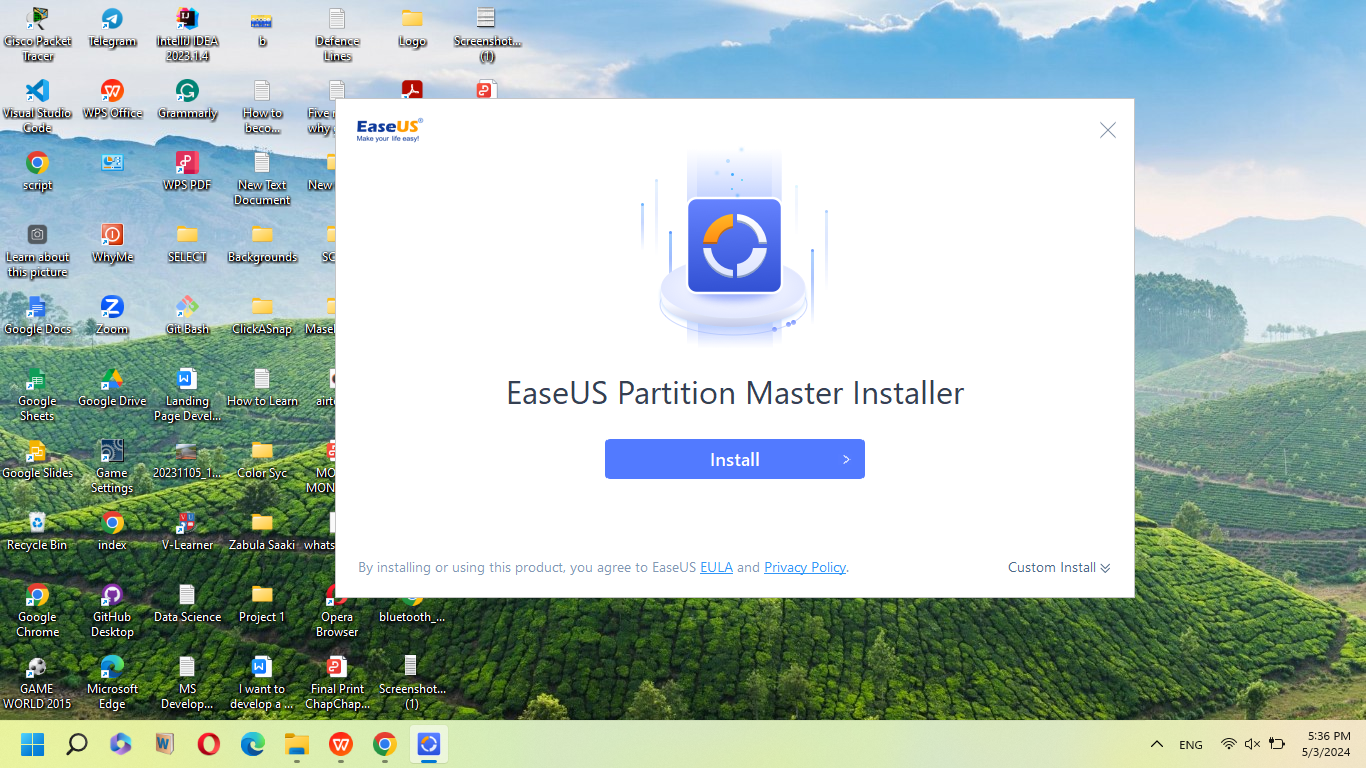 Cisco Packet
Tracer
Telegram
IntelliJ IDEA
2023.1.4
b
Defence
Lines
Logo
Screenshot...
(1)
Visual Studio
Code
WPS Office
Grammarly
How to
beco...
script
WPS PDF
New Text
Document
New
Learn about
this picture
WhyMe
SELECT
Backgrounds
Google Docs
Zoom
Git Bash
ClickASnap
Google
Sheets
Google Drive
Landing
Page Devel...
How to Learn
Google Slides
Game
Settings
20231105_1...
Color Syc
Recycle Bin
index
V-Learner
Zabula Saaki
Google
Chrome
GitHub
Desktop
Data Science
Project 1
Opera
Browser
bluetooth_...
GAME
WORLD 2015
Microsoft
Edge
MS
Develop...
I want to
develop a ...
Final Print
ChapChap...
Screenshot...
(1)
EaseUS®
Make your life easy!
EaseUS Partition Master Installer
Install >
By installing or using this product, you agree to EaseUS EULA and Privacy Policy.
Custom Install
ENG
5:36 PM
5/3/2024